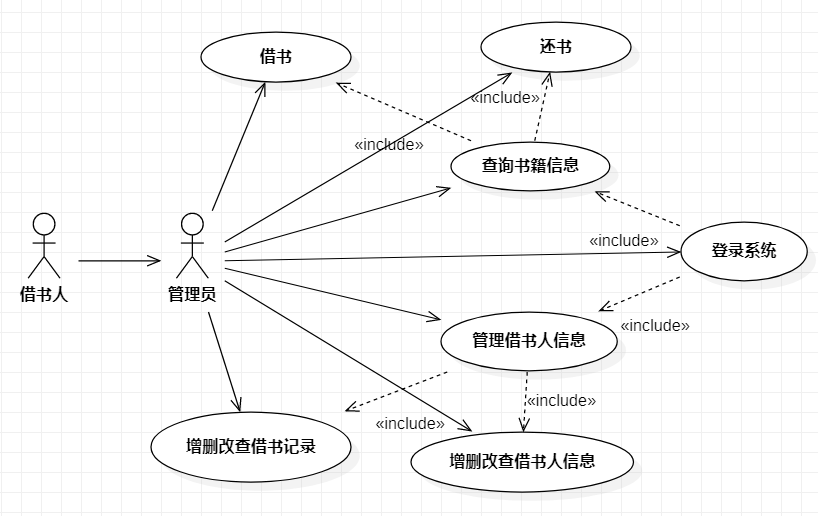 借书
还书
«include»
«include»
查询书籍信息
«include»
登录系统
借书人
管理员
«include»
管理借书人信息
«include»
«include»
增删改查借书记录
增删改查借书人信息